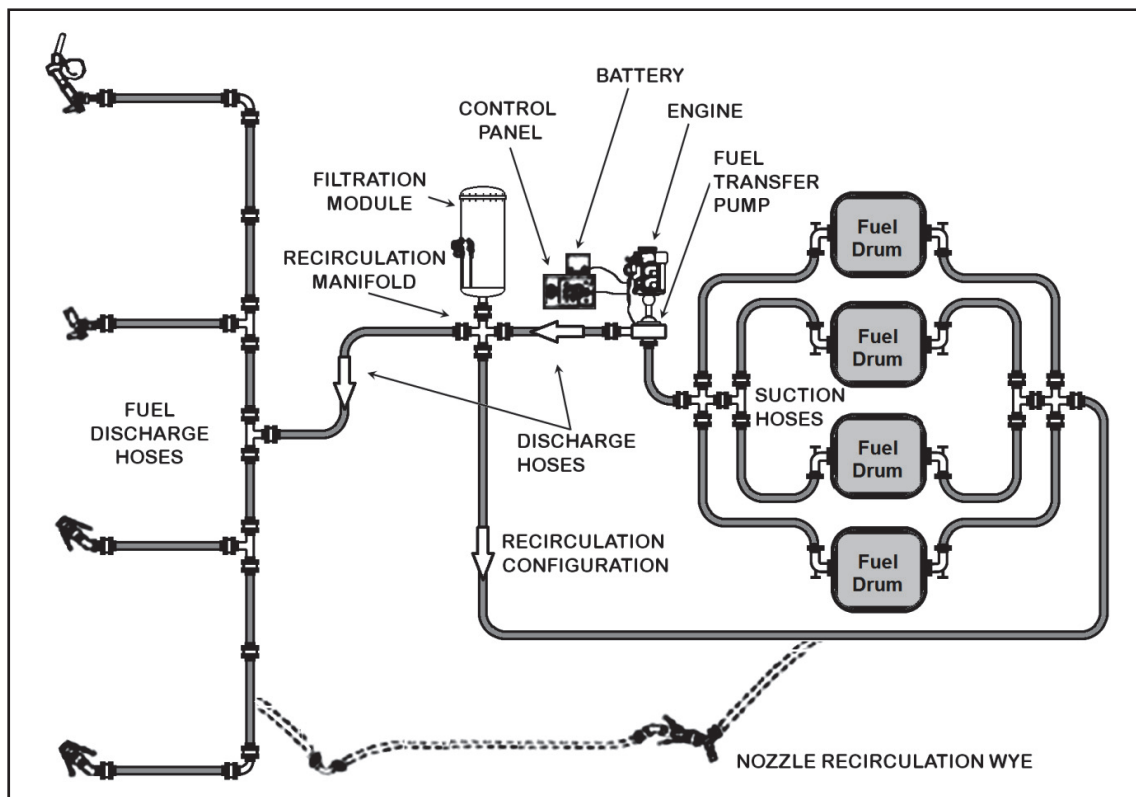 BATTERY
CONTROL
PANEL
ENGINE
FUEL
TRANSFER
PUMP
FILTRATION
MODULE
RECIRCULATION
MANIFOLD
Fuel
Drum
Fuel
Drum
SUCTION
HOSES
FUEL
DISCHARGE
HOSES
DISCHARGE
HOSES
Fuel
Drum
RECIRCULATION
CONFIGURATION
Fuel
Drum
NOZZLE RECIRCULATION WYE